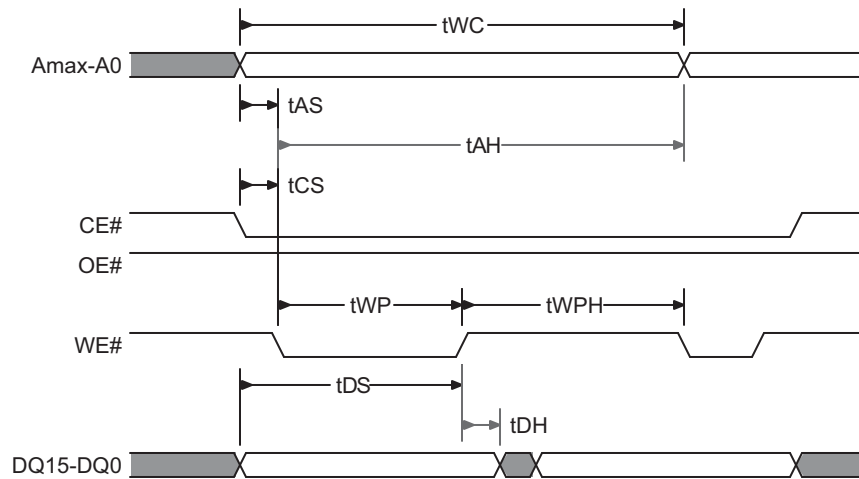 tWC
Amax-A0
tAS
tAH
tCS
CE#
OE#
tWP tWPH
WE#
tDS
tDH
DQ15-DQ0